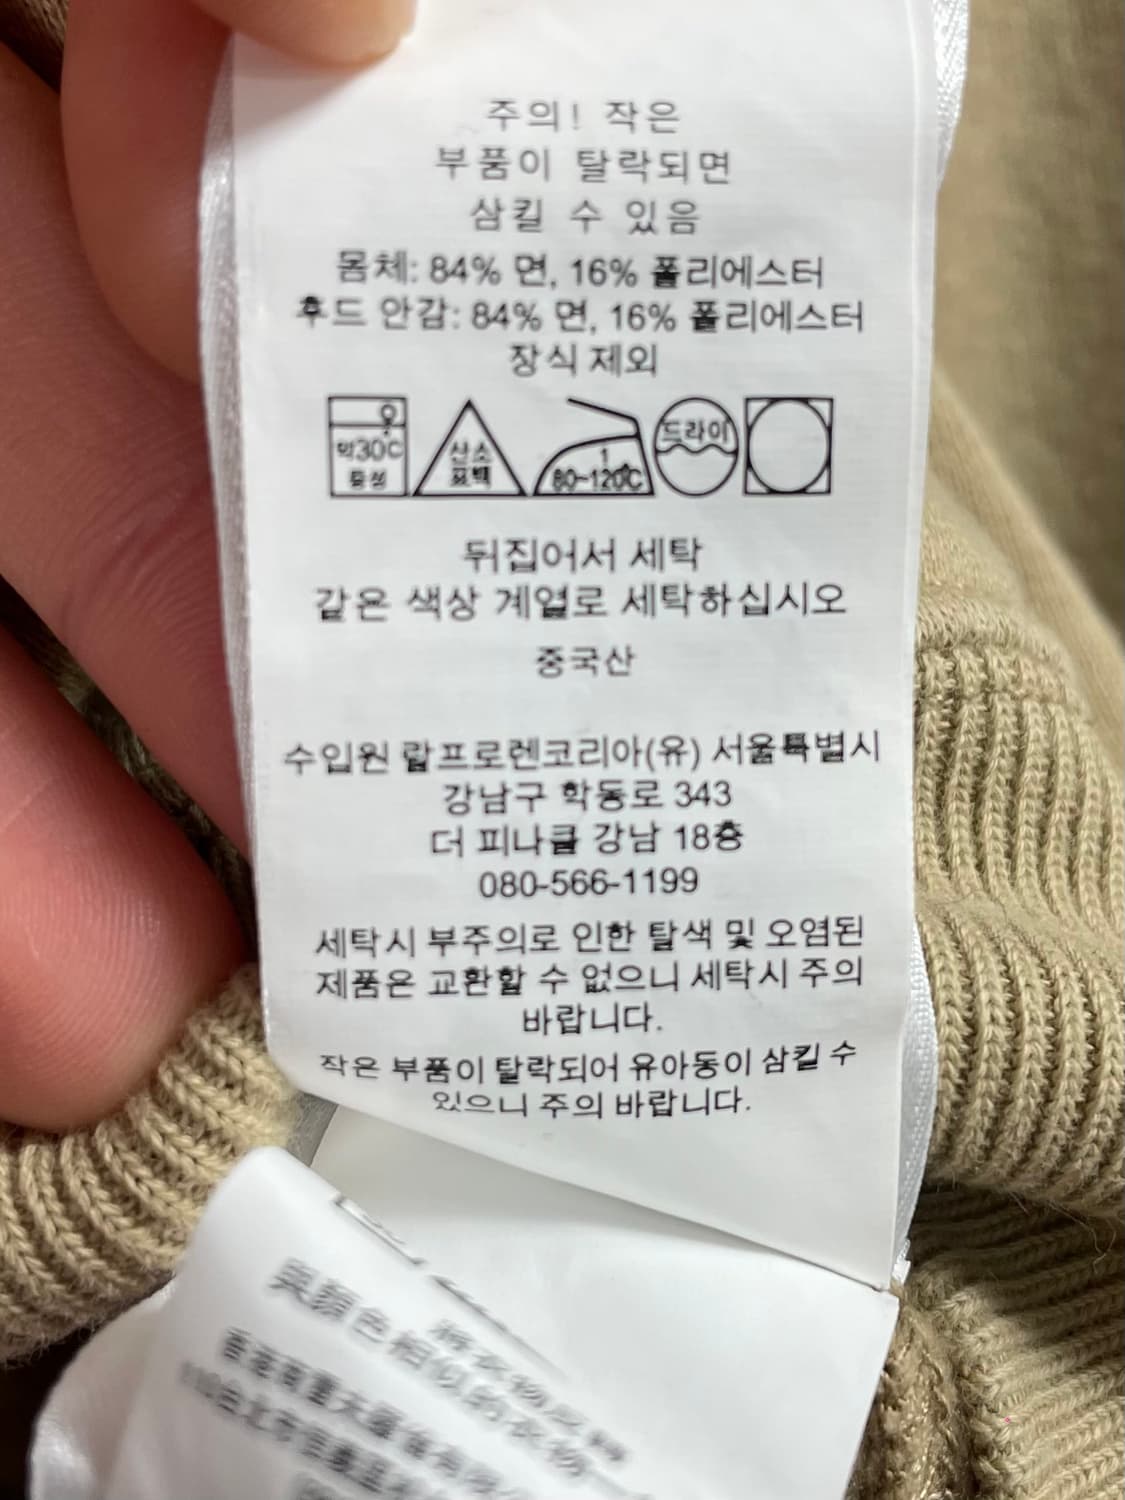 주의! 작은
부품이 탈락되면
삼킬 수 있음
몸체: 84% 면, 16% 폴리에스터
후드 안감: 84% 면, 16% 폴리에스터
장식 제외
약30℃
중성
산소
표백
1
80~120℃
드라이
뒤집어서 세탁
같은 색상 계열로 세탁하십시오
중국산
수입원 랄프로렌코리아(유) 서울특별시
강남구 학동로 343
더 피나클 강남 18층
080-566-1199
세탁시 부주의로 인한 탈색 및 오염된
제품은 교환할 수 없으니 세탁시 주의
바랍니다.
작은 부품이 탈락되어 유아동이 삼킬 수
있으니 주의 바랍니다.
與顏色相似的衣物